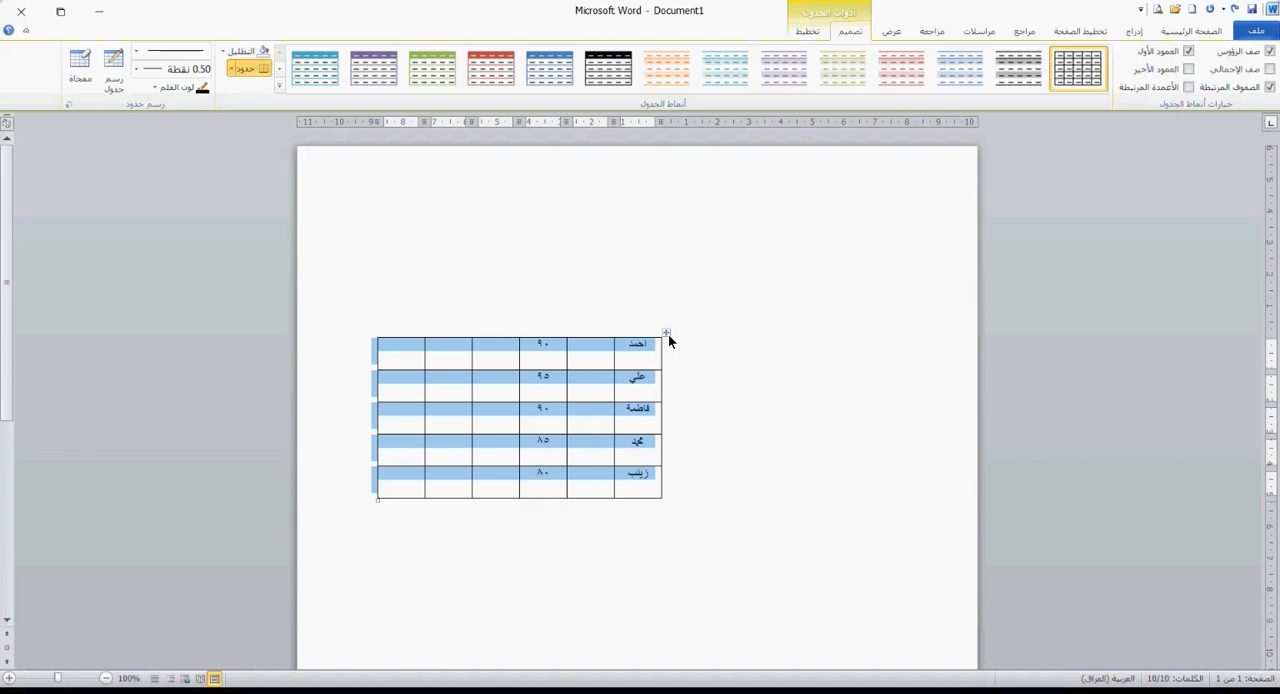 Microsoft Word - Document1
أدوات الجدول
ملف
الصفحة الرئيسية
إدراج
تخطيط الصفحة
مراجع
مراسلات
مراجعة
عرض
تصميم
تخطيط
صف الرؤوس
العمود الأول
صف الإجمالي
العمود الأخير
الصفوف المرتبطة
الأعمدة المرتبطة
خيارات أنماط الجدول
أنماط الجدول
التظليل
حدود
0.50 نقطة
لون القلم
رسم جدول
ممحاة
رسم حدود
احمد ٩٠
علي ٩٥
فاطمة ٩٠
محمد ٨٥
زينب ٨٠
الصفحة: 1 من 1
الكلمات: 10/10
العربية (العراق)
100%